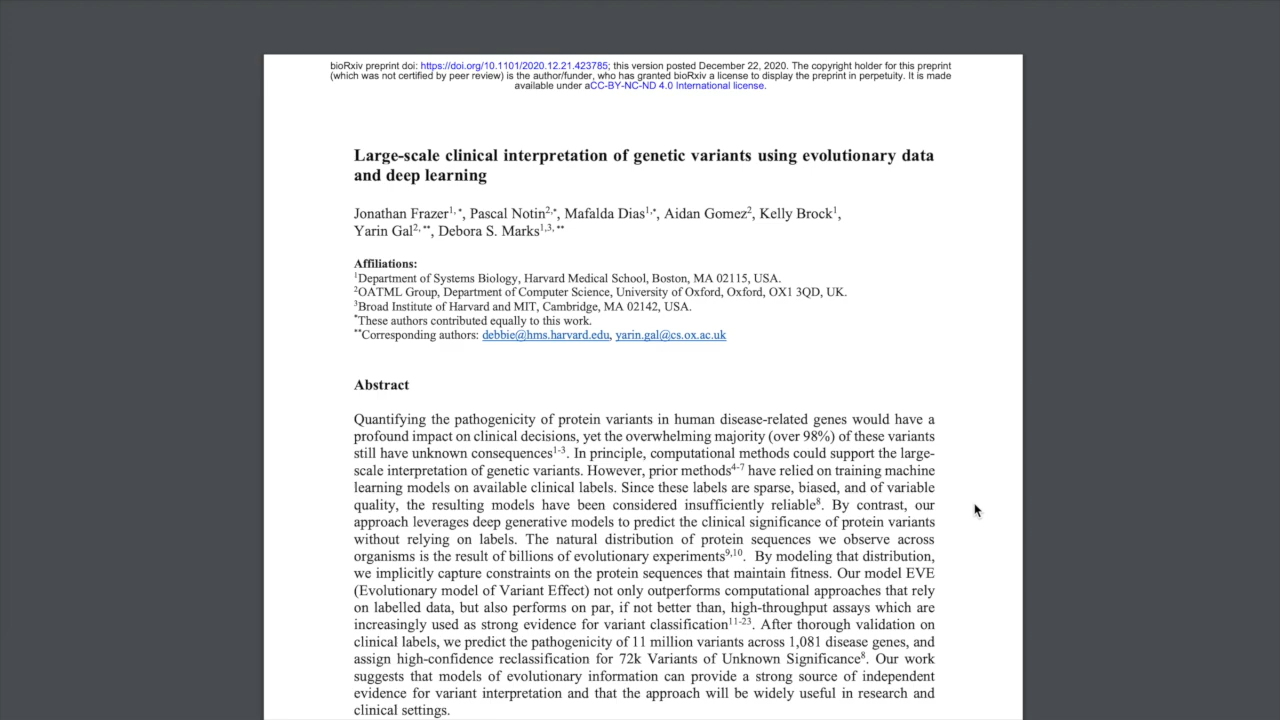 bioRxiv preprint doi: https://doi.org/10.1101/2020.12.21.423785; this version posted December 22, 2020. The copyright holder for this preprint
(which was not certified by peer review) is the author/funder, who has granted bioRxiv a license to display the preprint in perpetuity. It is made
available under aCC-BY-NC-ND 4.0 International license.
Large-scale clinical interpretation of genetic variants using evolutionary data
and deep learning
Jonathan Frazer1,*, Pascal Notin2,*, Mafalda Dias1,*, Aidan Gomez2, Kelly Brock1,
Yarin Gal2,**, Debora S. Marks1,3,**
Affiliations:
1Department of Systems Biology, Harvard Medical School, Boston, MA 02115, USA.
2OATML Group, Department of Computer Science, University of Oxford, Oxford, OX1 3QD, UK.
3Broad Institute of Harvard and MIT, Cambridge, MA 02142, USA.
*These authors contributed equally to this work.
**Corresponding authors: debbie@hms.harvard.edu, yarin.gal@cs.ox.ac.uk
Abstract
Quantifying the pathogenicity of protein variants in human disease-related genes would have a
profound impact on clinical decisions, yet the overwhelming majority (over 98%) of these variants
still have unknown consequences1-3. In principle, computational methods could support the large-
scale interpretation of genetic variants. However, prior methods4-7 have relied on training machine
learning models on available clinical labels. Since these labels are sparse, biased, and of variable
quality, the resulting models have been considered insufficiently reliable8. By contrast, our
approach leverages deep generative models to predict the clinical significance of protein variants
without relying on labels. The natural distribution of protein sequences we observe across
organisms is the result of billions of evolutionary experiments9,10. By modeling that distribution,
we implicitly capture constraints on the protein sequences that maintain fitness. Our model EVE
(Evolutionary model of Variant Effect) not only outperforms computational approaches that rely
on labelled data, but also performs on par, if not better than, high-throughput assays which are
increasingly used as strong evidence for variant classification11-23. After thorough validation on
clinical labels, we predict the pathogenicity of 11 million variants across 1,081 disease genes, and
assign high-confidence reclassification for 72k Variants of Unknown Significance8. Our work
suggests that models of evolutionary information can provide a strong source of independent
evidence for variant interpretation and that the approach will be widely useful in research and
clinical settings.